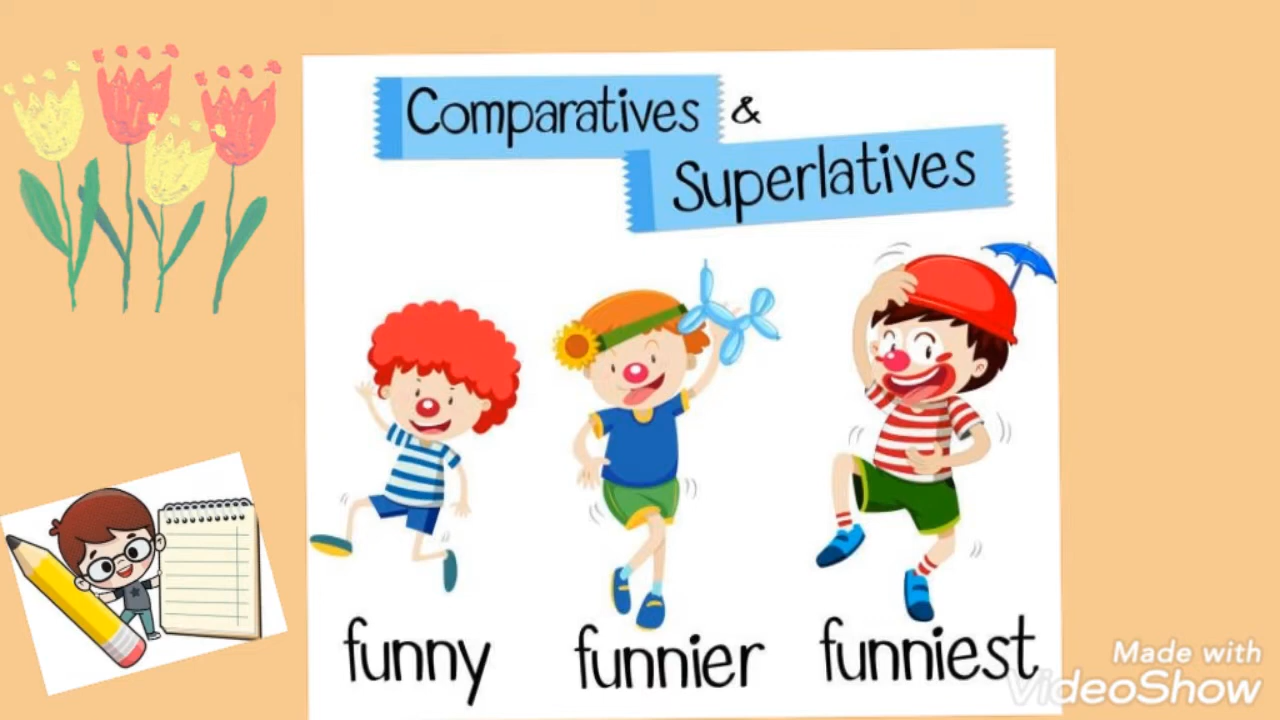 Comparatives &
Superlatives
funny funnier funniest
Made with
VideoShow